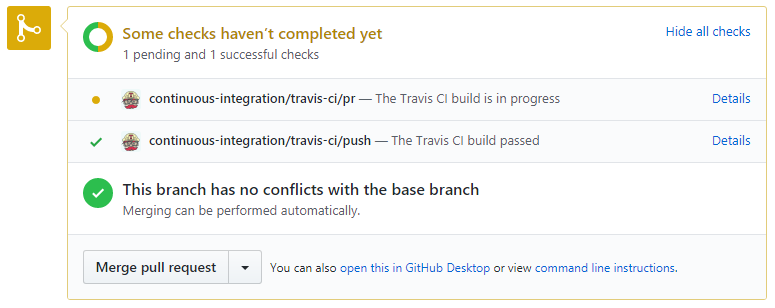 Some checks haven't completed yet
Hide all checks
1 pending and 1 successful checks
continuous-integration/travis-ci/pr — The Travis CI build is in progress
Details
continuous-integration/travis-ci/push — The Travis CI build passed
Details
This branch has no conflicts with the base branch
Merging can be performed automatically.
Merge pull request
You can also open this in GitHub Desktop or view command line instructions.